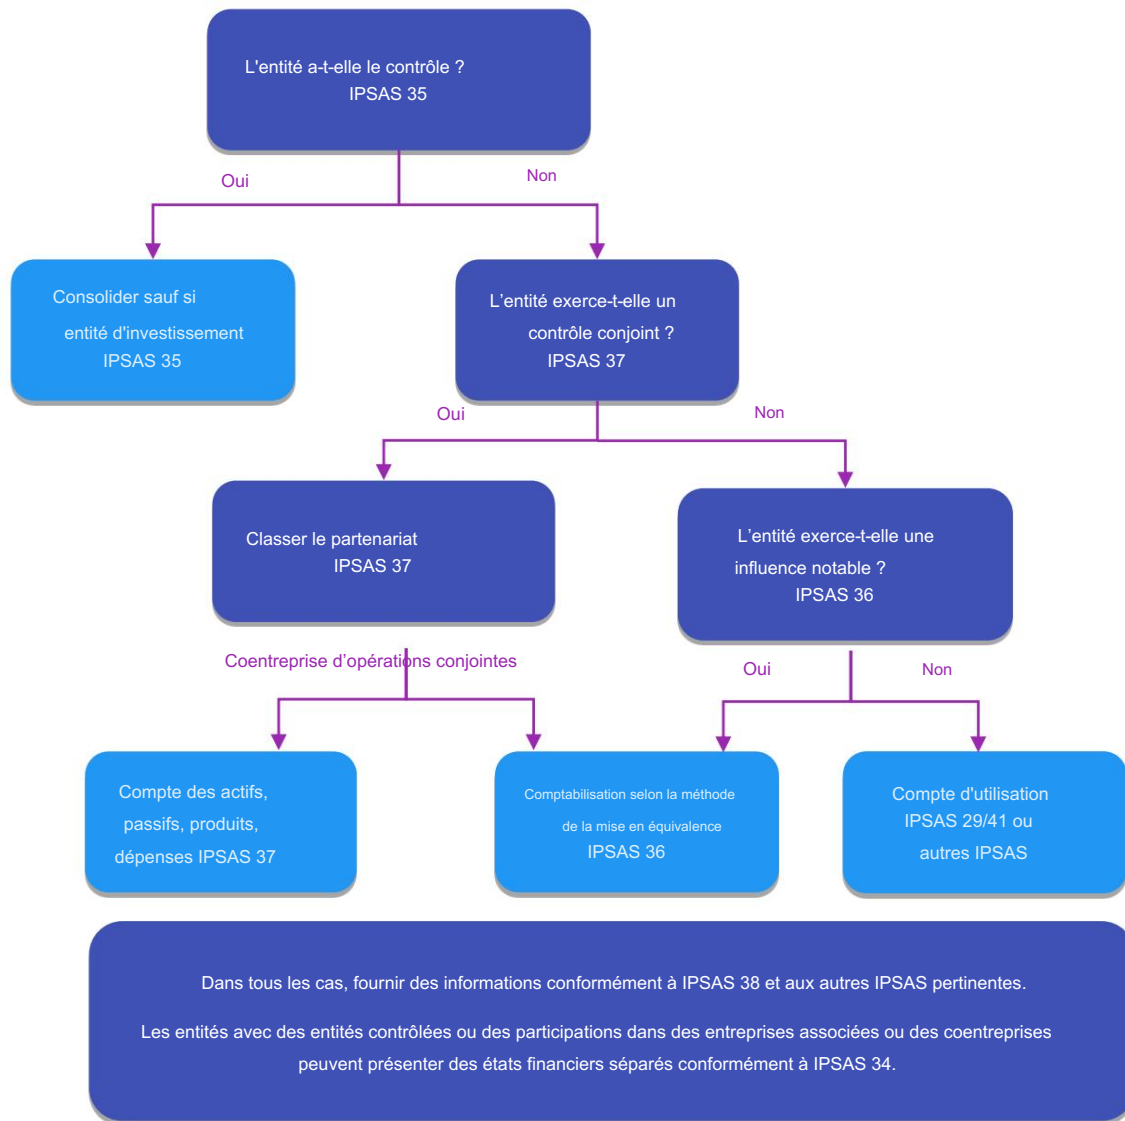 L'entité a-t-elle le contrôle ?
IPSAS 35
Oui
Non
Consolider sauf si
entité d'investissement
IPSAS 35
L’entité exerce-t-elle un
contrôle conjoint ?
IPSAS 37
Oui
Non
Classer le partenariat
IPSAS 37
L’entité exerce-t-elle une
influence notable ?
IPSAS 36
Coentreprise d’opérations conjointes
Oui
Non
Compte des actifs,
passifs, produits,
dépenses IPSAS 37
Comptabilisation selon la méthode
de la mise en équivalence
IPSAS 36
Compte d'utilisation
IPSAS 29/41 ou
autres IPSAS
Dans tous les cas, fournir des informations conformément à IPSAS 38 et aux autres IPSAS pertinentes.
Les entités avec des entités contrôlées ou des participations dans des entreprises associées ou des coentreprises
peuvent présenter des états financiers séparés conformément à IPSAS 34.